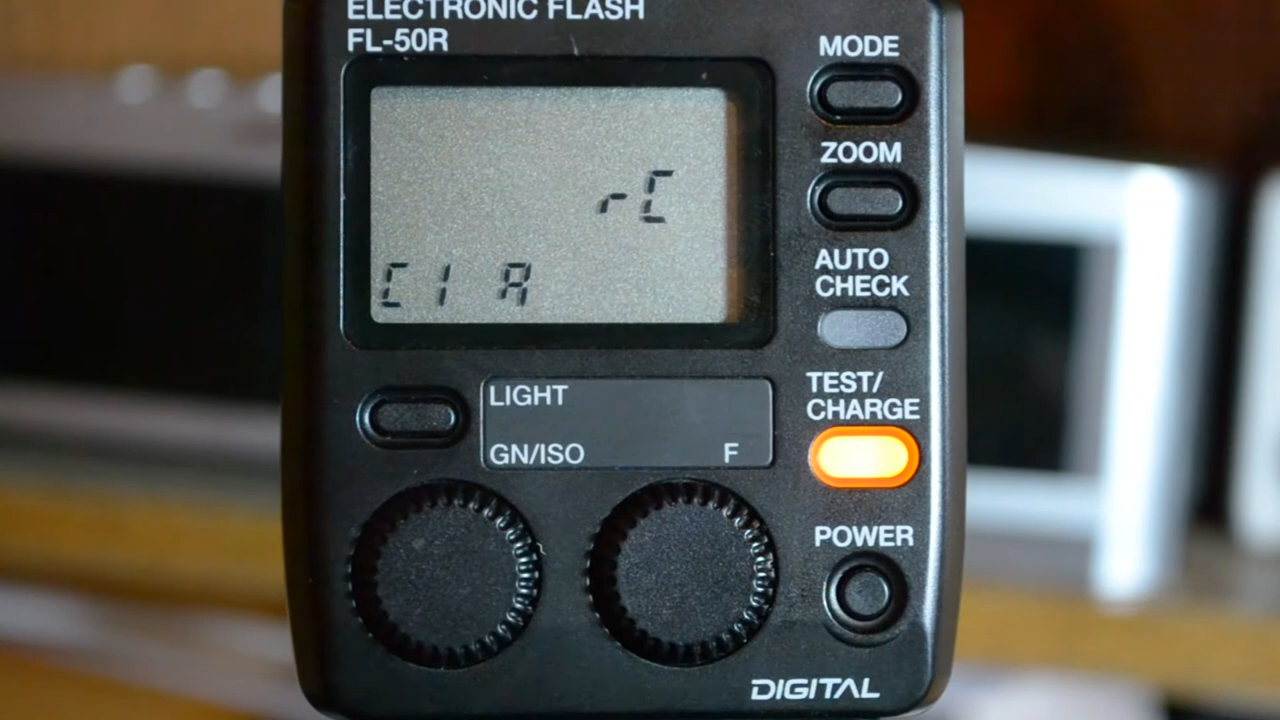 ELECTRONIC FLASH
FL-50R
MODE
ZOOM
rC
AUTO
CHECK
C1 A
TEST/
CHARGE
LIGHT
GN/ISO F
POWER
DIGITAL